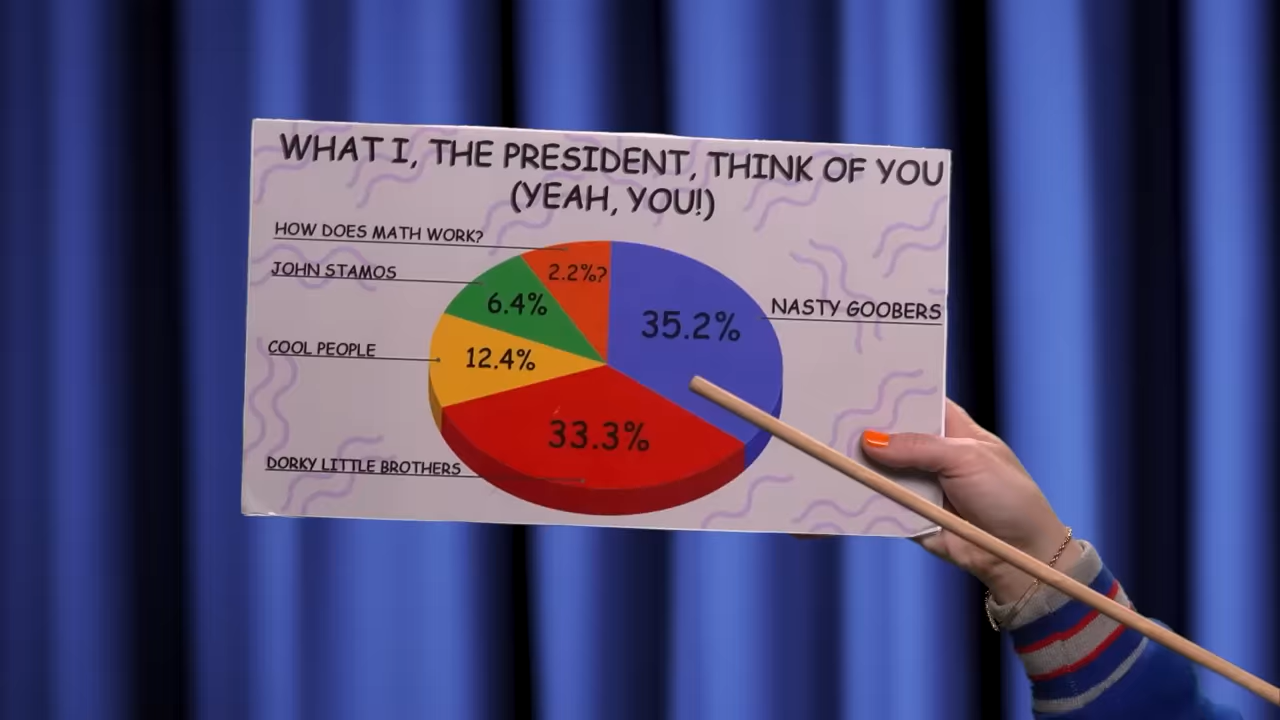 WHAT I, THE PRESIDENT, THINK OF YOU
(YEAH, YOU!)
HOW DOES MATH WORK?
2.2%?
JOHN STAMOS
6.4%
NASTY GOOBERS
35.2%
COOL PEOPLE
12.4%
33.3%
DORKY LITTLE BROTHERS